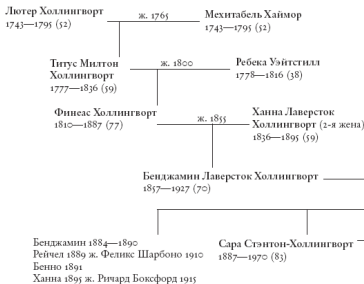 Лютер Холлингворт
1743—1795 (52)
ж. 1765
Мехитабель Хаймор
1743—1795 (52)
Титус Милтон
Холлингворт
1777—1836 (59)
ж. 1800
Ребека Уэйтстилл
1778—1816 (38)
Финеас Холлингворт
1810—1887 (77)
ж. 1855
Ханна Лаверсток
Холлингворт (2-я жена)
1836—1895 (59)
Бенджамин Лаверсток Холлингворт
1857—1927 (70)
Бенджамин 1884—1890
Рейчел 1889 ж. Феликс Шарбоно 1910
Бенно 1891
Ханна 1895 ж. Ричард Боксфорд 1915
Сара Стэнтон-Холлингворт
1887—1970 (83)